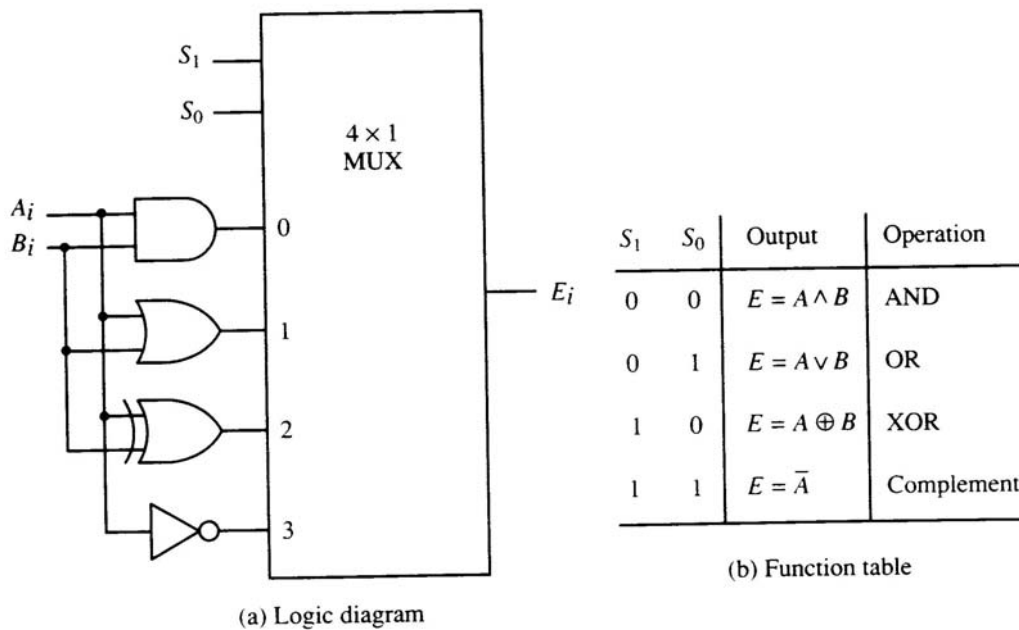 S₁
S₀
4 × 1
MUX
Aᵢ
Bᵢ
0
1
2
3
Eᵢ
(a) Logic diagram
S₁ S₀ Output Operation
0 0 E = A ∧ B AND
0 1 E = A ∨ B OR
1 0 E = A ⊕ B XOR
1 1 E = A̅ Complement
(b) Function table